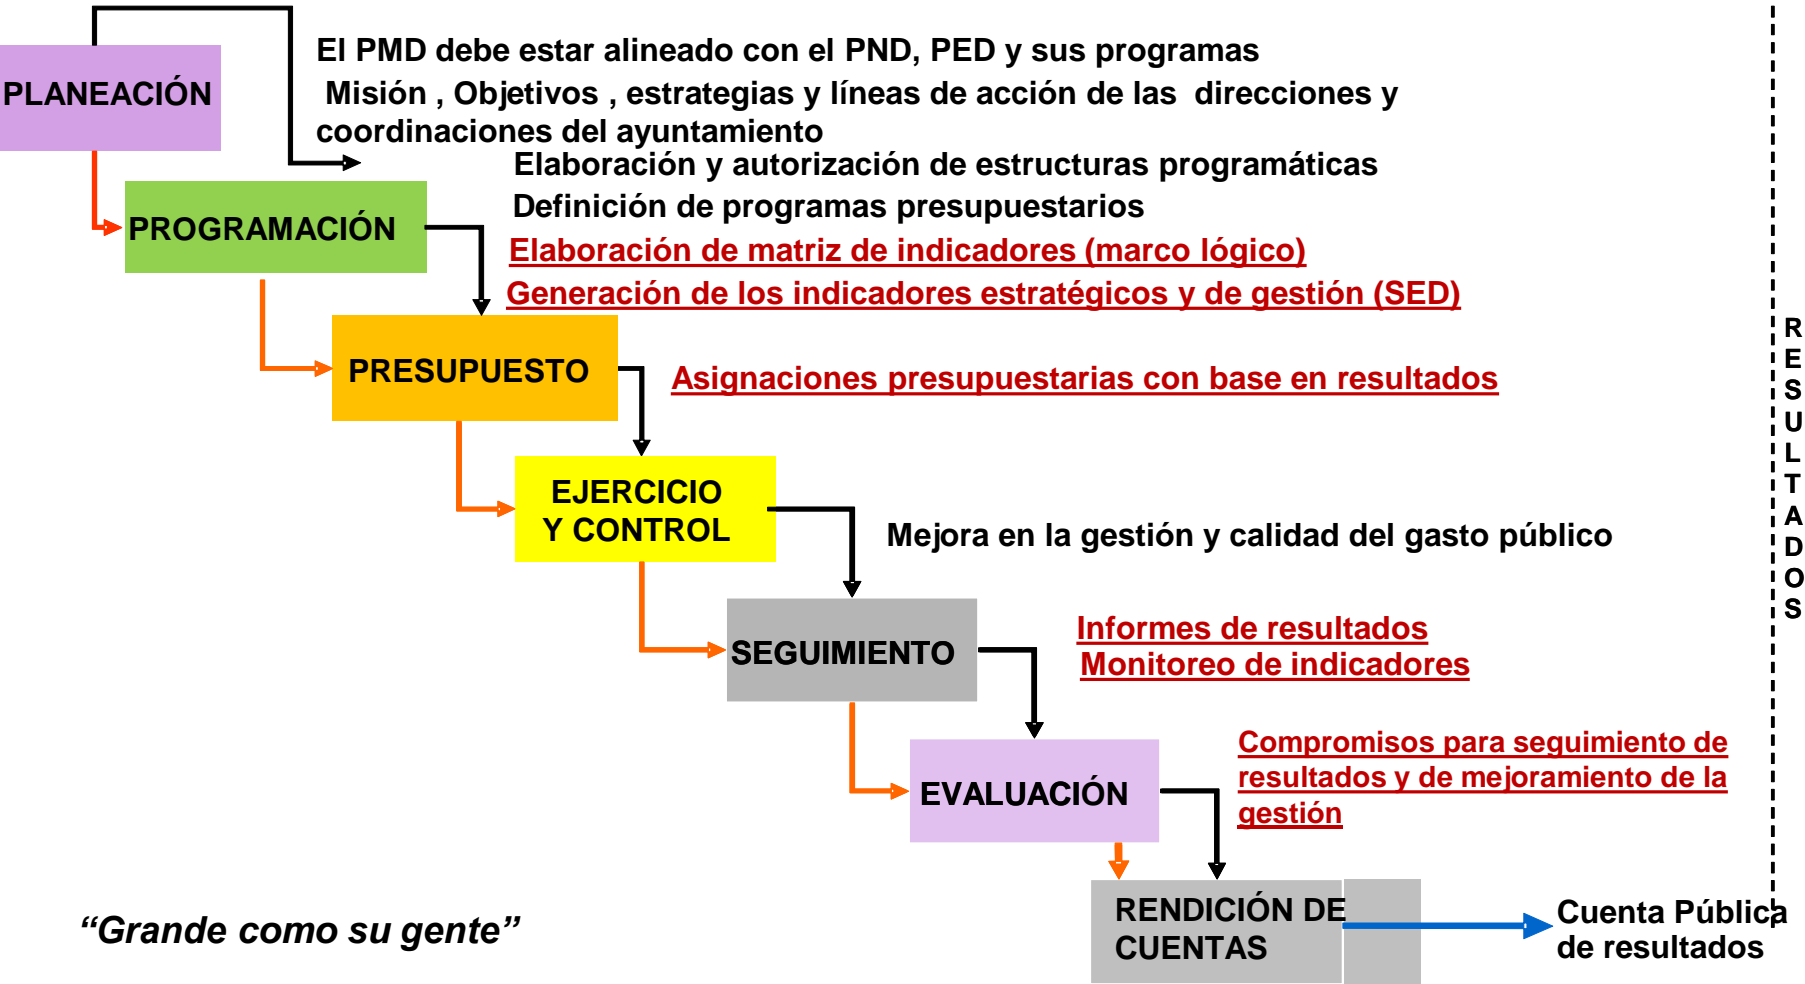 El PMD debe estar alineado con el PND, PED y sus programas
PLANEACIÓN
Misión , Objetivos , estrategias y líneas de acción de las direcciones y
coordinaciones del ayuntamiento
Elaboración y autorización de estructuras programáticas
Definición de programas presupuestarios
PROGRAMACIÓN
Elaboración de matriz de indicadores (marco lógico)
Generación de los indicadores estratégicos y de gestión (SED)
PRESUPUESTO
Asignaciones presupuestarias con base en resultados
EJERCICIO
Y CONTROL
Mejora en la gestión y calidad del gasto público
SEGUIMIENTO
Informes de resultados
Monitoreo de indicadores
EVALUACIÓN
Compromisos para seguimiento de
resultados y de mejoramiento de la
gestión
RENDICIÓN DE
CUENTAS
Cuenta Pública
de resultados
“Grande como su gente”
RESULTADOS